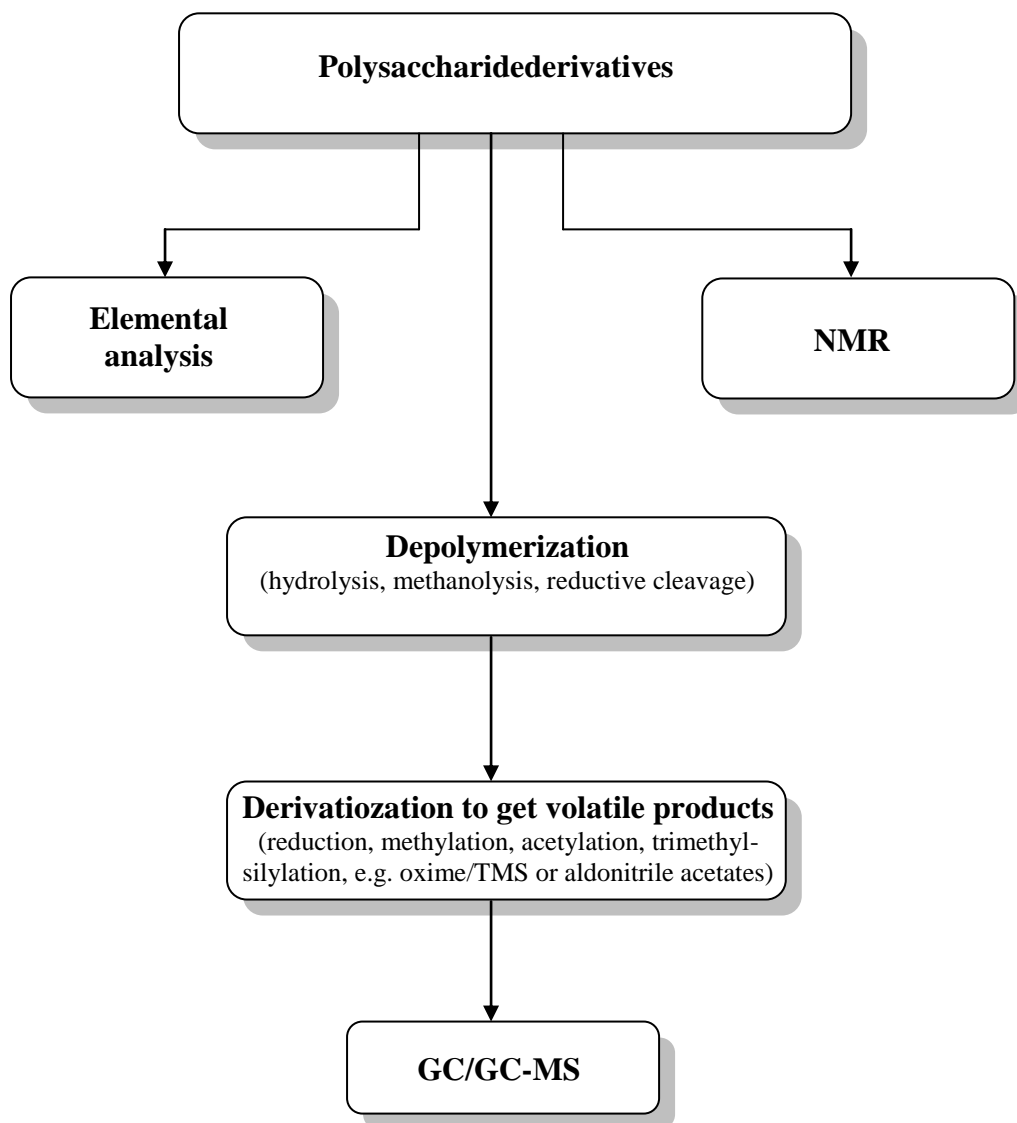 Polysaccharidederivatives
Elemental
analysis
NMR
Depolymerization
(hydrolysis, methanolysis, reductive cleavage)
Derivatiozation to get volatile products
(reduction, methylation, acetylation, trimethyl-
silylation, e.g. oxime/TMS or aldonitrile acetates)
GC/GC-MS